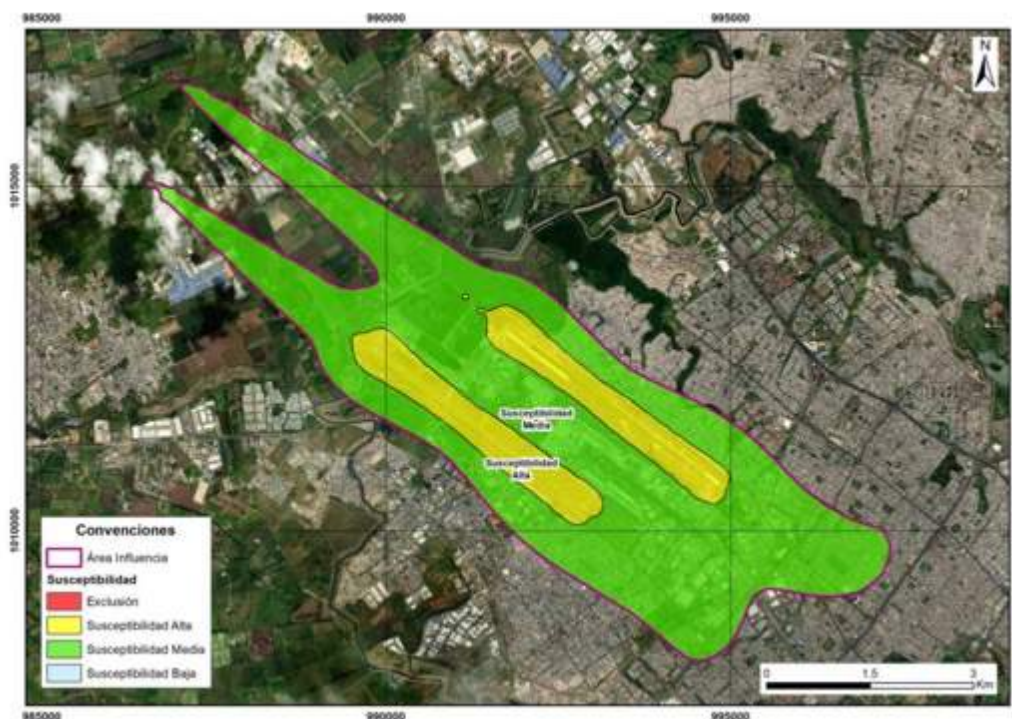 985000 990000 995000
N
1015000
1010000
Susceptibilidad
Media
Susceptibilidad
Alta
Convenciones
Área Influencia
Susceptibilidad
Exclusión
Susceptibilidad Alta
Susceptibilidad Media
Susceptibilidad Baja
0 1.5 3
Km
985000 990000 995000